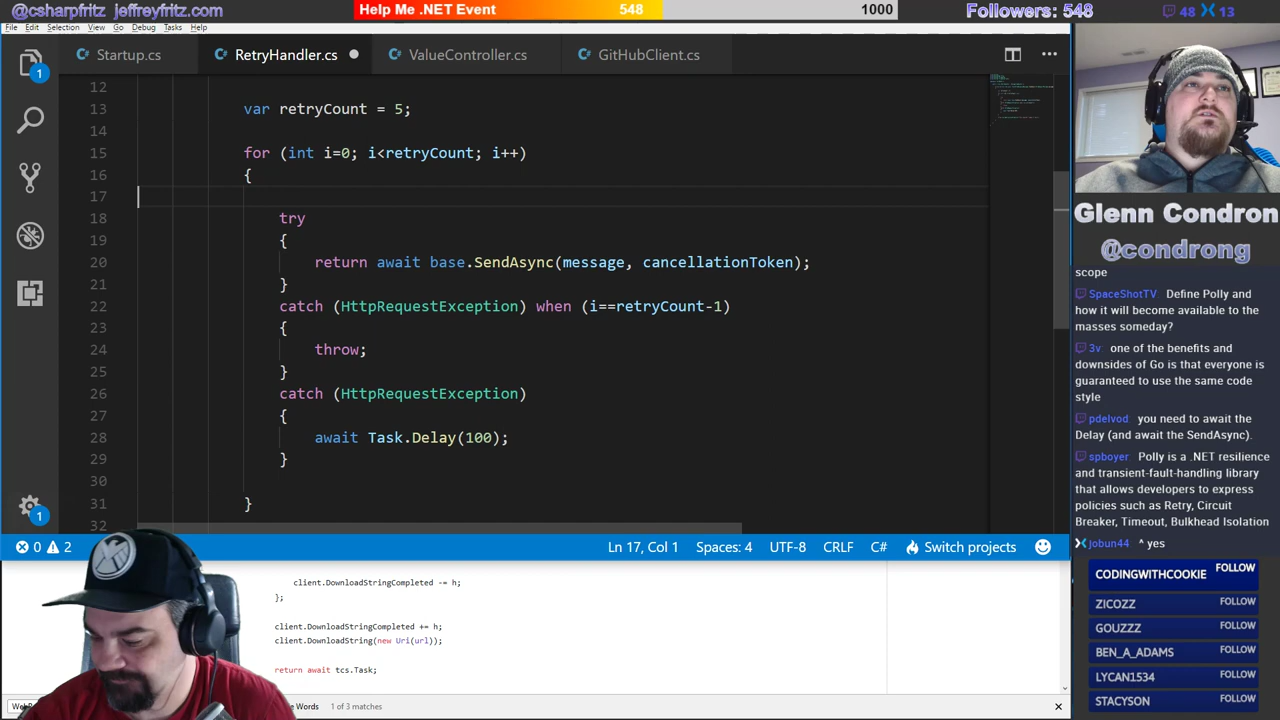 @csharpfritz jeffreyfritz.com
Help Me .NET Event 548 1000
Followers: 548
48 13
File Edit Selection View Go Debug Tasks Help
Startup.cs RetryHandler.cs ValueController.cs GitHubClient.cs
12
13 var retryCount = 5;
14
15 for (int i=0; i<retryCount; i++)
16 {
17
18 try
19 {
20 return await base.SendAsync(message, cancellationToken);
21 }
22 catch (HttpRequestException) when (i==retryCount-1)
23 {
24 throw;
25 }
26 catch (HttpRequestException)
27 {
28 await Task.Delay(100);
29 }
30
31 }
32
1
1
0 2 Ln 17, Col 1 Spaces: 4 UTF-8 CRLF C# Switch projects
client.DownloadStringCompleted -= h;
};
client.DownloadStringCompleted += h;
client.DownloadString(new Uri(url));
return await tcs.Task;
Words 1 of 3 matches
Glenn Condron
@condrong
scope
SpaceShotTV Define Polly and
how it will become available to the
masses someday?
3v one of the benefits and
downsides of Go is that everyone is
guaranteed to use the same code
style
pdelvod you need to await the
Delay (and await the SendAsync).
spboyer Polly is a .NET resilience
and transient-fault-handling library
that allows developers to express
policies such as Retry, Circuit
Breaker, Timeout, Bulkhead Isolation
jobun44 ^ yes
CODINGWITHCOOKIE FOLLOW
ZICOZZ FOLLOW
GOUZZZ FOLLOW
BEN_A_ADAMS FOLLOW
LYCAN1534 FOLLOW
STACYSON FOLLOW